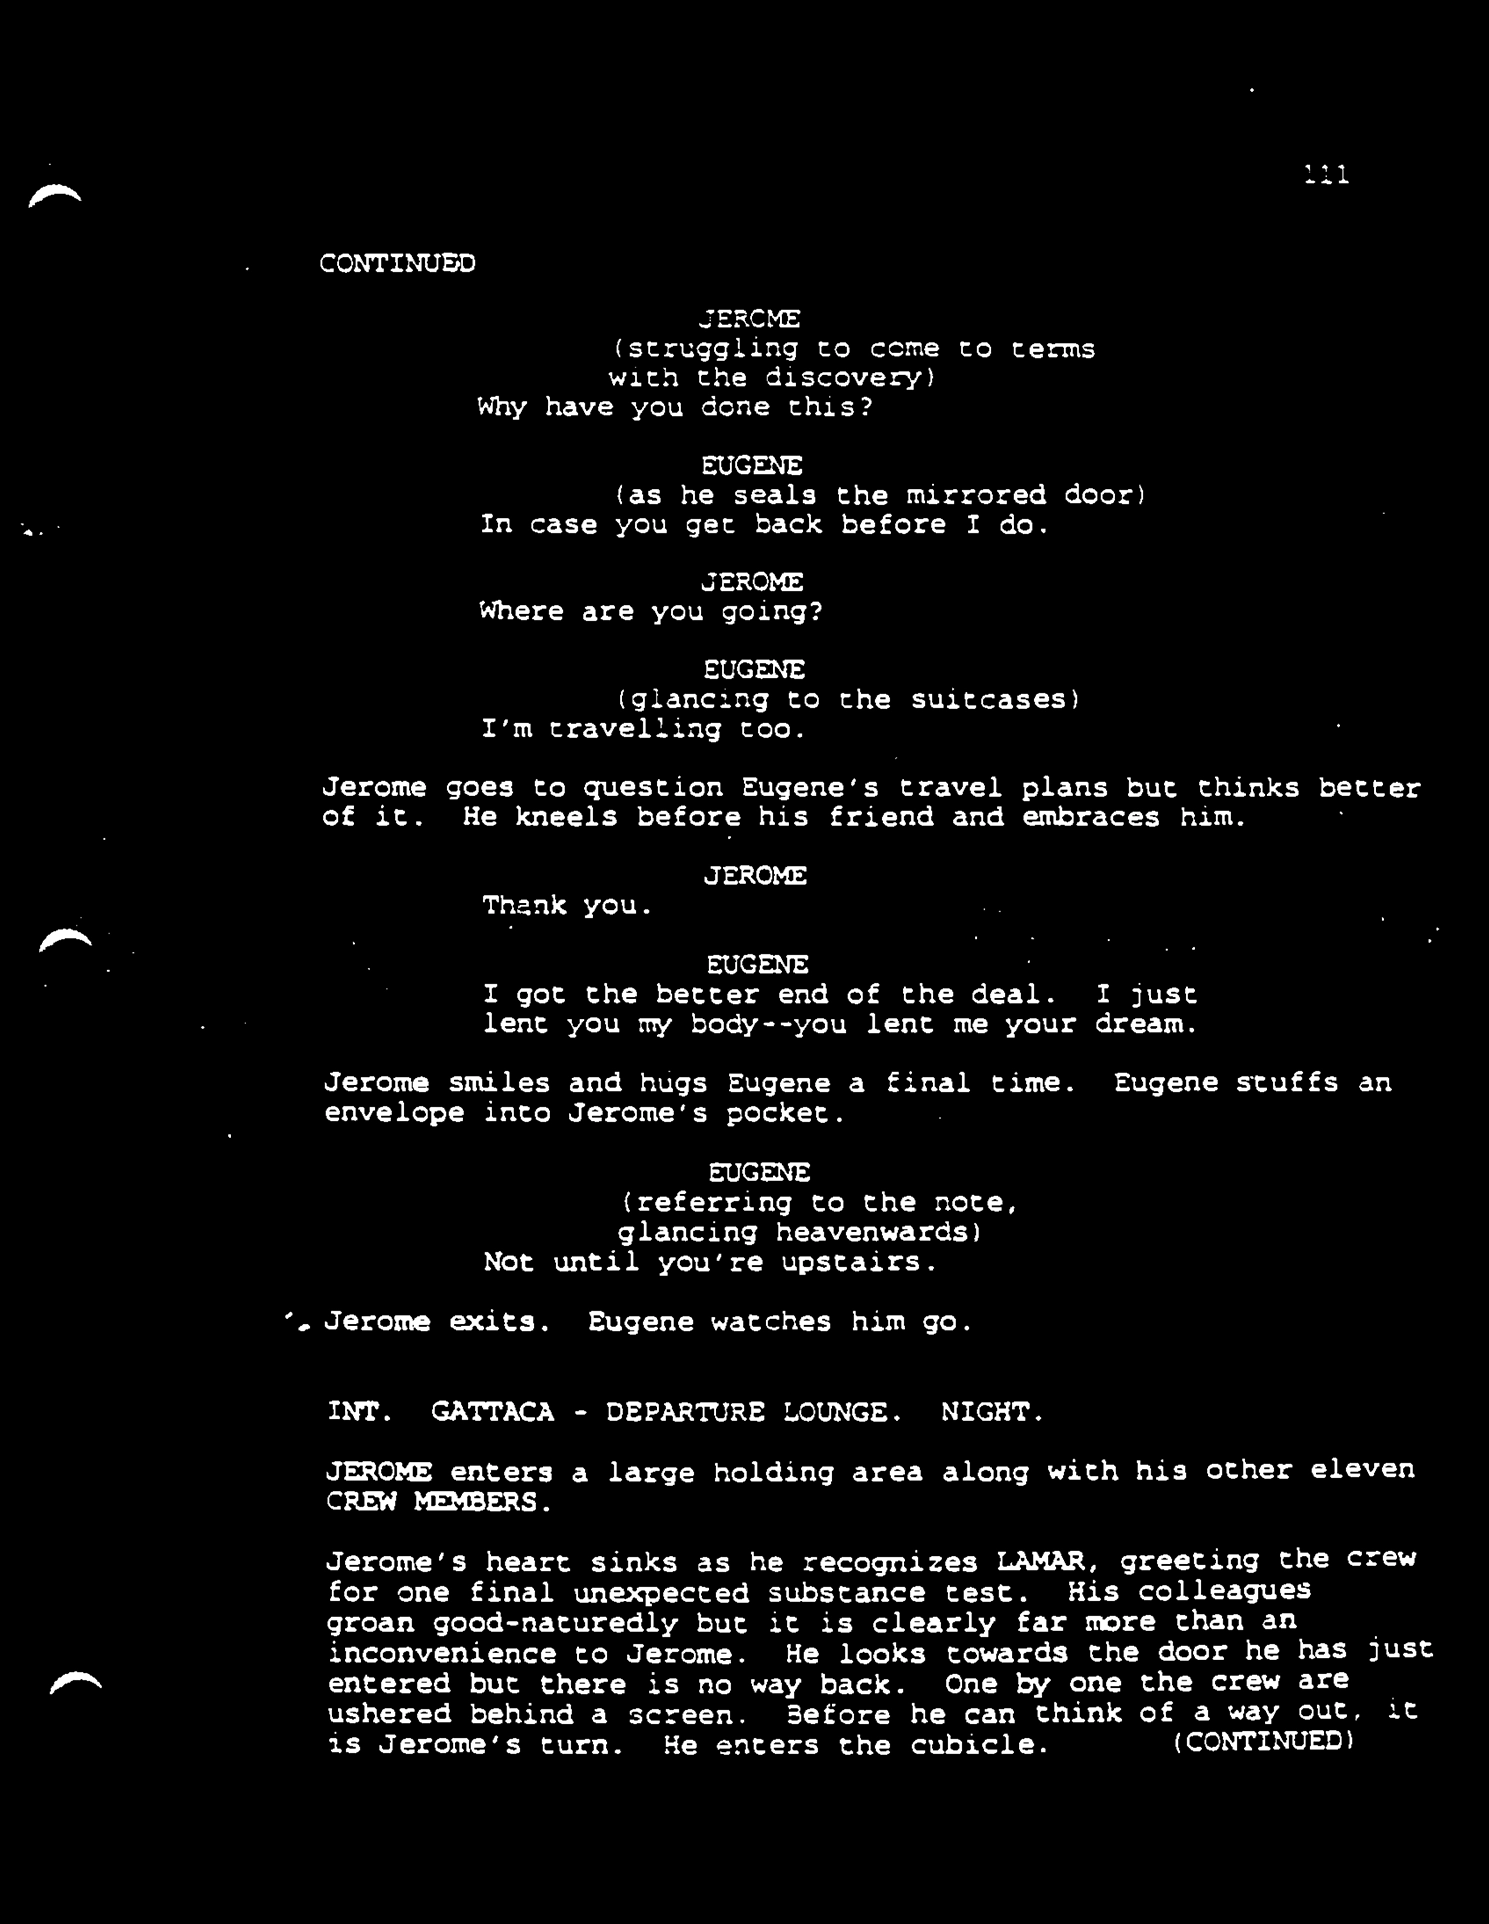 111
CONTINUED
JEROME
(struggling to come to terms
with the discovery)
Why have you done this?
EUGENE
(as he seals the mirrored door)
In case you get back before I do.
JEROME
Where are you going?
EUGENE
(glancing to the suitcases)
I'm travelling too.
Jerome goes to question Eugene's travel plans but thinks better
of it.  He kneels before his friend and embraces him.
JEROME
Thank you.
EUGENE
I got the better end of the deal.  I just
lent you my body--you lent me your dream.
Jerome smiles and hugs Eugene a final time.  Eugene stuffs an
envelope into Jerome's pocket.
EUGENE
(referring to the note,
glancing heavenwards)
Not until you're upstairs.
Jerome exits.  Eugene watches him go.
INT.  GATTACA - DEPARTURE LOUNGE.  NIGHT.
JEROME enters a large holding area along with his other eleven
CREW MEMBERS.
Jerome's heart sinks as he recognizes LAMAR, greeting the crew
for one final unexpected substance test.  His colleagues
groan good-naturedly but it is clearly far more than an
inconvenience to Jerome.  He looks towards the door he has just
entered but there is no way back.  One by one the crew are
ushered behind a screen.  Before he can think of a way out, it
is Jerome's turn.  He enters the cubicle.  (CONTINUED)